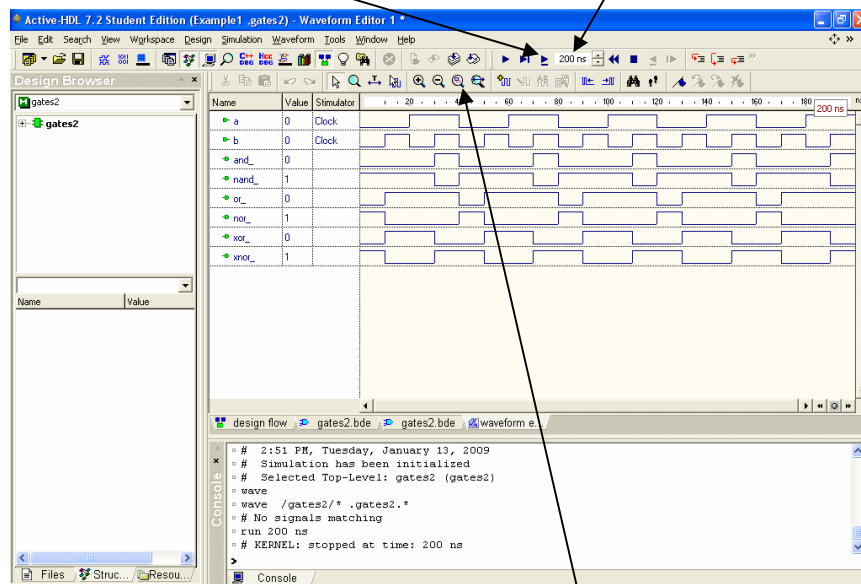 Active-HDL 7.2 Student Edition (Example1 ,gates2) - Waveform Editor 1 *
File Edit Search View Workspace Design Simulation Waveform Tools Window Help
200 ns
Design Browser
gates2
gates2
Name Value Stimulator 20 60 80 100 120 140 160 180
200 ns
a 0 Clock
b 0 Clock
and_ 0
nand_ 1
or_ 0
nor_ 1
xor_ 0
xnor_ 1
Name Value
design flow gates2.bde gates2.bde waveform e...
# 2:51 PM, Tuesday, January 13, 2009
# Simulation has been initialized
# Selected Top-Level: gates2 (gates2)
wave
wave /gates2/* .gates2.*
# No signals matching
run 200 ns
# KERNEL: stopped at time: 200 ns
>
Console
Files Struc... Resou...
Console